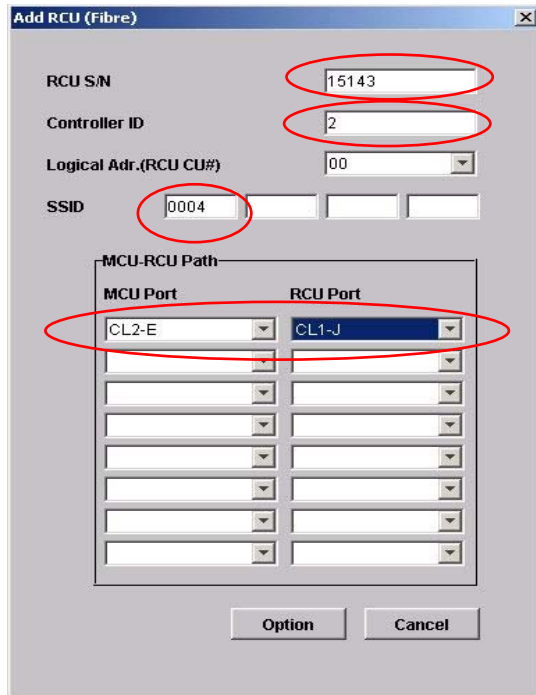 Add RCU (Fibre)
RCU S/N 15143
Controller ID 2
Logical Adr.(RCU CU#) 00
SSID 0004
MCU-RCU Path
MCU Port RCU Port
CL2-E CL1-J
Option Cancel